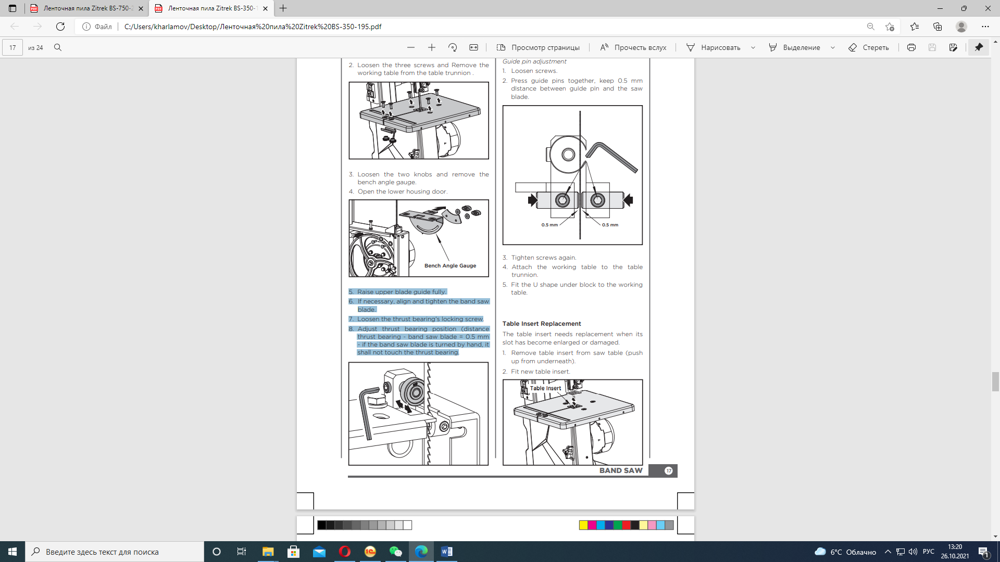 Ленточная пила Zitrek BS-750-2
Ленточная пила Zitrek BS-350-1
Файл
C:/Users/kharlamov/Desktop/Ленточная%20пила%20Zitrek%20BS-350-195.pdf
17 из 24
Просмотр страницы
Прочесть вслух
Нарисовать
Выделение
Стереть
2. Loosen the three screws and Remove the
working table from the table trunnion .
3. Loosen the two knobs and remove the
bench angle gauge.
4. Open the lower housing door.
Bench Angle Gauge
5. Raise upper blade guide fully.
6. If necessary, align and tighten the band saw
blade.
7. Loosen the thrust bearing's locking screw.
8. Adjust thrust bearing position (distance
thrust bearing - band saw blade = 0.5 mm
- if the band saw blade is turned by hand, it
shall not touch the thrust bearing.
Guide pin adjustment
1. Loosen screws.
2. Press guide pins together, keep 0.5 mm
distance between guide pin and the saw
blade.
0.5 mm
0.5 mm
3. Tighten screws again.
4. Attach the working table to the table
trunnion.
5. Fit the U shape under block to the working
table.
Table Insert Replacement
The table insert needs replacement when its
slot has become enlarged or damaged.
1. Remove table insert from saw table (push
up from underneath).
2. Fit new table insert.
Table Insert
BAND SAW
17
Введите здесь текст для поиска
6°C Облачно
РУС
13:20
26.10.2021
1